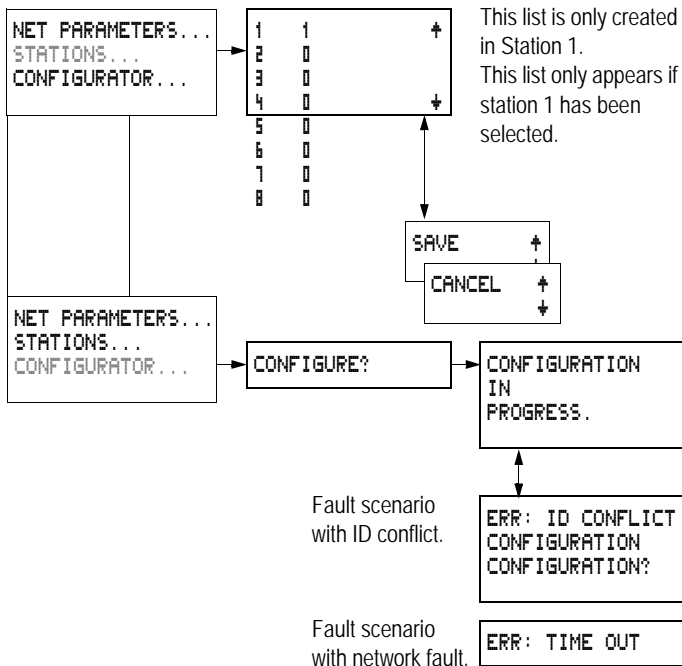 NET PARAMETERS...
STATIONS...
CONFIGURATOR...
1 1
2 0
3 0
4 0
5 0
6 0
7 0
8 0
This list is only created
in Station 1.
This list only appears if
station 1 has been
selected.
SAVE
CANCEL
NET PARAMETERS...
STATIONS...
CONFIGURATOR...
CONFIGURE?
CONFIGURATION
IN
PROGRESS.
Fault scenario
with ID conflict.
ERR: ID CONFLICT
CONFIGURATION
CONFIGURATION?
Fault scenario
with network fault.
ERR: TIME OUT